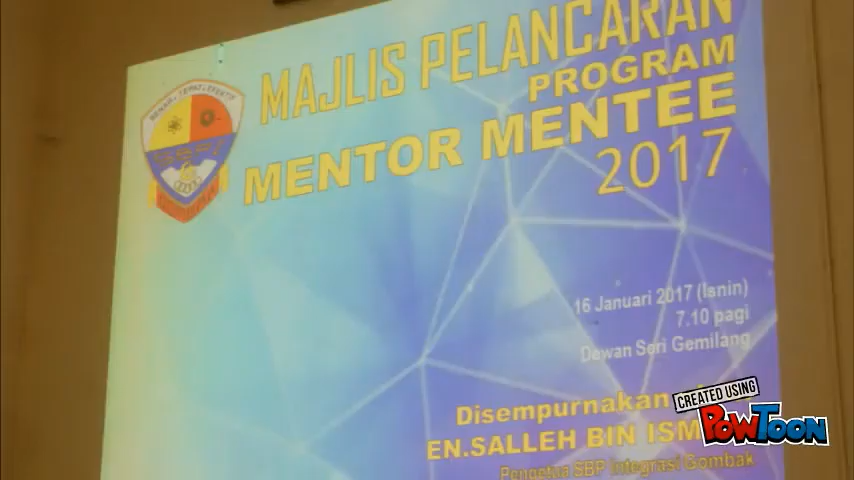 MAJLIS PELANCARAN
PROGRAM
MENTOR MENTEE
2017
16 Januari 2017 (Isnin)
7.10 pagi
Dewan Seri Gemilang
Disempurnakan
EN.SALLEH BIN
Pengetua SBP Integrasi Gombak
CREATED USING
POWTOON